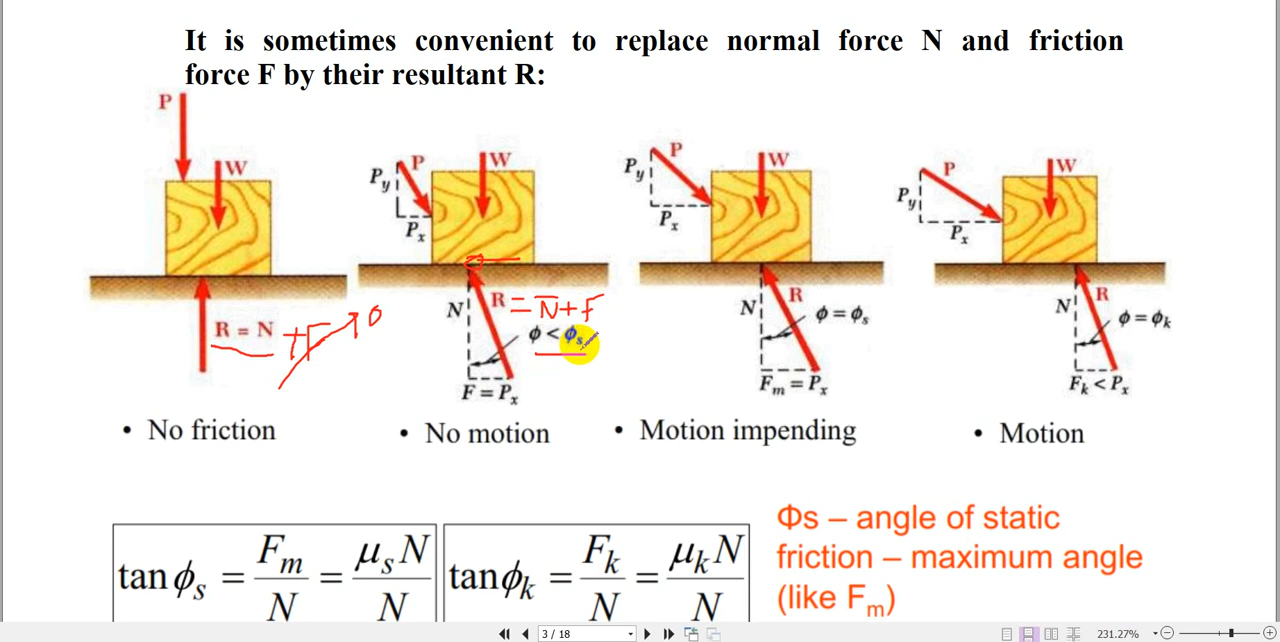 It is sometimes convenient to replace normal force N and friction
force F by their resultant R:
P
W
R = N + F → 0
• No friction
P
W
Py
Px
N
R = N̅ + F
ϕ < ϕs
F = Px
• No motion
P
W
Py
Px
N
R
ϕ = ϕs
Fm = Px
• Motion impending
P
W
Py
Px
N
R
ϕ = ϕk
Fk < Px
• Motion
tanϕs = Fm/N = μsN/N
tanϕk = Fk/N = μkN/N
Φs – angle of static
friction – maximum angle
(like Fm)
3 / 18
231.27%